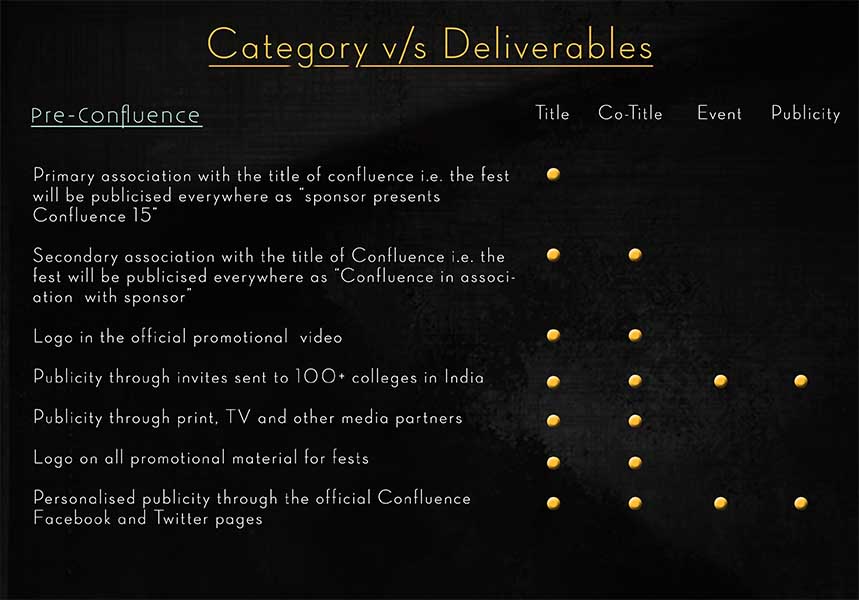 Category v/s Deliverables
Pre-Confluence
Title Co-Title Event Publicity
Primary association with the title of confluence i.e. the fest
will be publicised everywhere as "sponsor presents
Confluence 15"
Secondary association with the title of Confluence i.e. the
fest will be publicised everywhere as "Confluence in associ-
ation with sponsor"
Logo in the official promotional video
Publicity through invites sent to 100+ colleges in India
Publicity through print, TV and other media partners
Logo on all promotional material for fests
Personalised publicity through the official Confluence
Facebook and Twitter pages